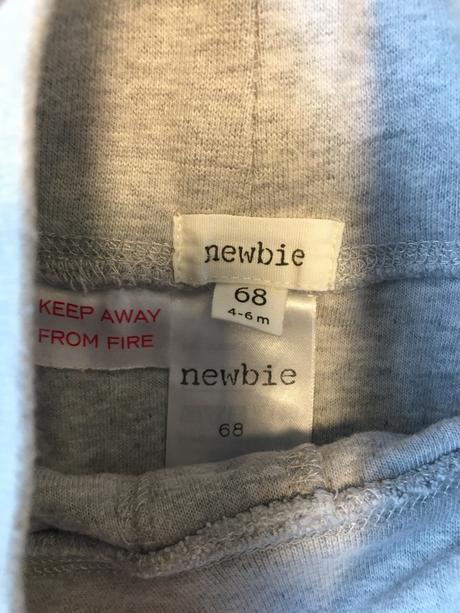 newbie
68
4-6 m
KEEP AWAY
FROM FIRE
newbie
68